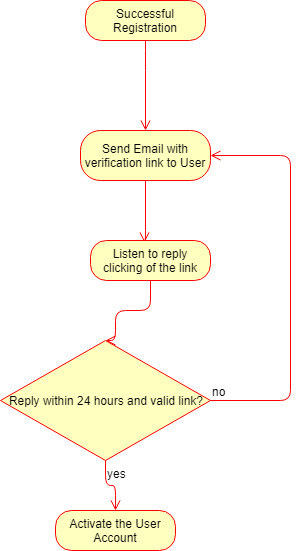 Successful
Registration
Send Email with
verification link to User
Listen to reply
clicking of the link
Reply within 24 hours and valid link?
no
yes
Activate the User
Account